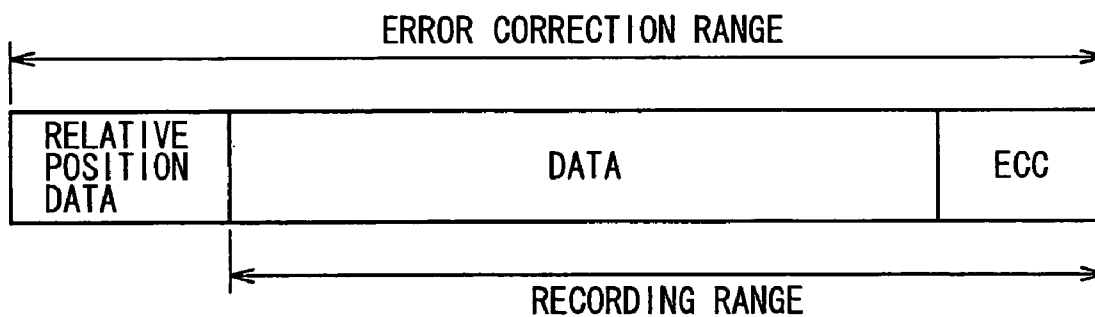 ERROR CORRECTION RANGE
RELATIVE
POSITION
DATA
DATA
ECC
RECORDING RANGE